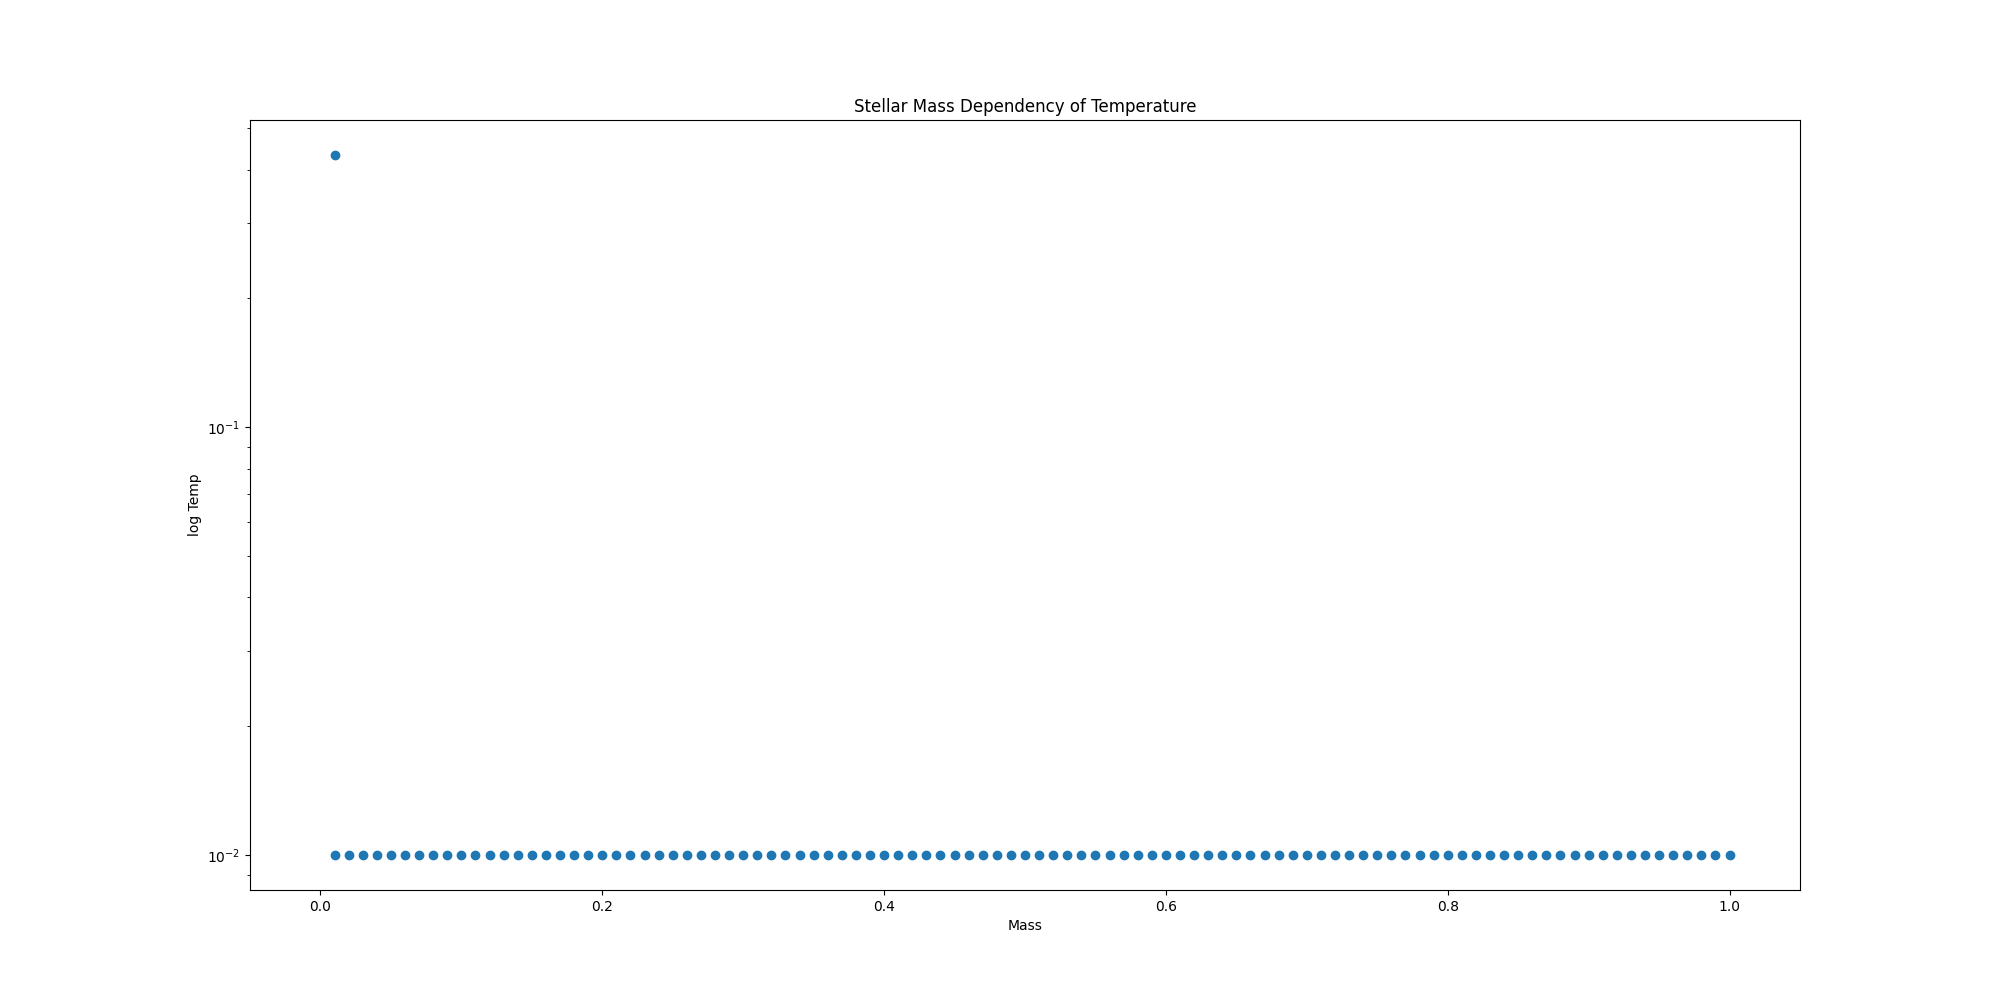 Stellar Mass Dependency of Temperature
10⁻¹
log Temp
10⁻²
0.0 0.2 0.4 0.6 0.8 1.0
Mass